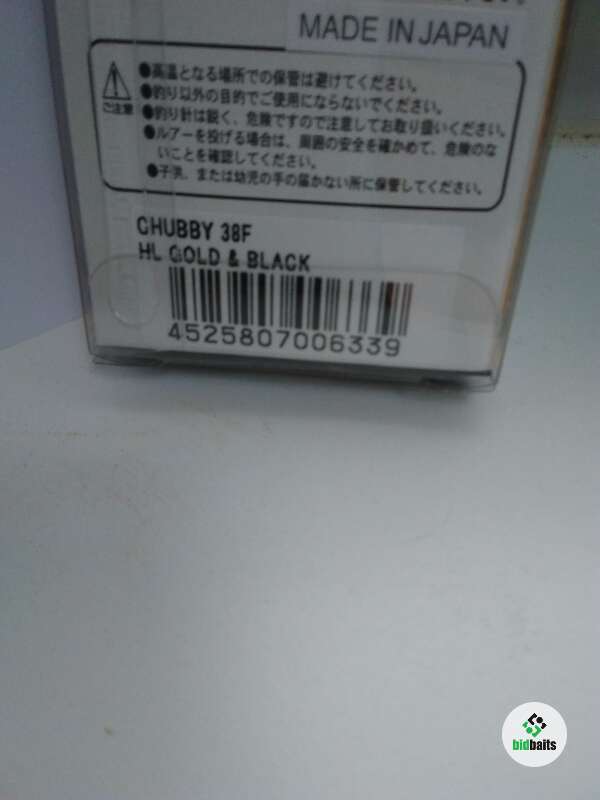 MADE IN JAPAN
●高温となる場所での保管は避けてください。
●釣り以外の目的でご使用にならないでください。
●釣り針は鋭く、危険ですので注意してお取り扱いください。
ご注意
●ルアーを投げる場合は、周囲の安全を確かめて、危険のな
いことを確認してください。
●子供、または幼児の手の届かない所に保管してください。
CHUBBY 38F
HL GOLD & BLACK
4525807006339
bidbaits